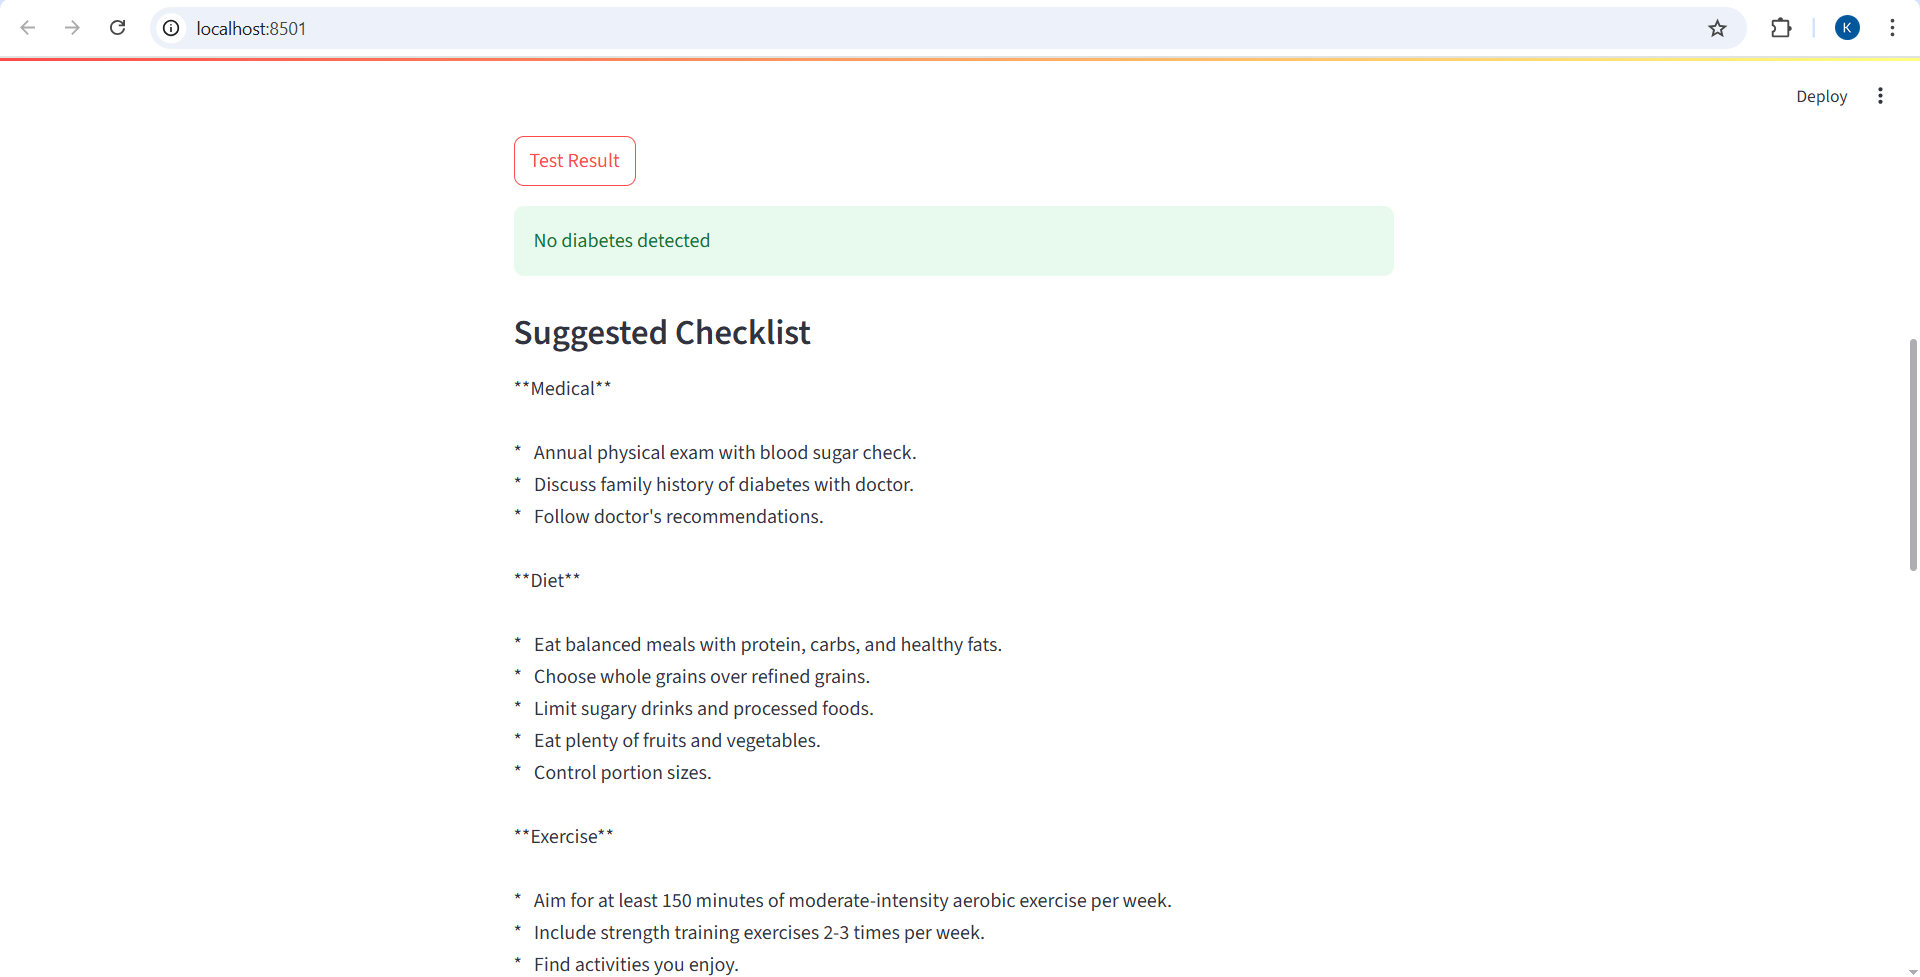 localhost:8501
K
Deploy
Test Result
No diabetes detected
Suggested Checklist
**Medical**
* Annual physical exam with blood sugar check.
* Discuss family history of diabetes with doctor.
* Follow doctor's recommendations.
**Diet**
* Eat balanced meals with protein, carbs, and healthy fats.
* Choose whole grains over refined grains.
* Limit sugary drinks and processed foods.
* Eat plenty of fruits and vegetables.
* Control portion sizes.
**Exercise**
* Aim for at least 150 minutes of moderate-intensity aerobic exercise per week.
* Include strength training exercises 2-3 times per week.
* Find activities you enjoy.